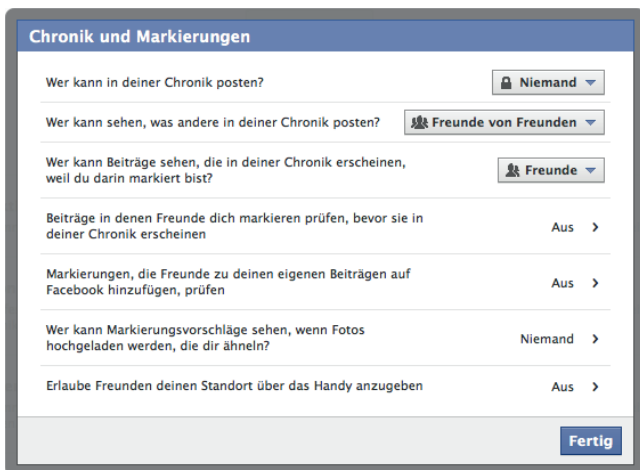 Chronik und Markierungen
Wer kann in deiner Chronik posten?
Niemand
Wer kann sehen, was andere in deiner Chronik posten?
Freunde von Freunden
Wer kann Beiträge sehen, die in deiner Chronik erscheinen,
weil du darin markiert bist?
Freunde
Beiträge in denen Freunde dich markieren prüfen, bevor sie in
deiner Chronik erscheinen
Aus
Markierungen, die Freunde zu deinen eigenen Beiträgen auf
Facebook hinzufügen, prüfen
Aus
Wer kann Markierungsvorschläge sehen, wenn Fotos
hochgeladen werden, die dir ähneln?
Niemand
Erlaube Freunden deinen Standort über das Handy anzugeben
Aus
Fertig